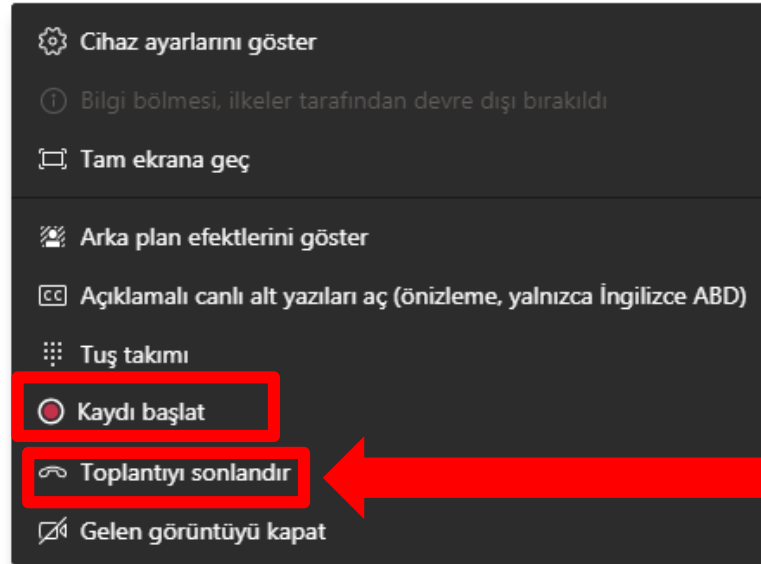 Cihaz ayarlarını göster
Bilgi bölmesi, ilkeler tarafından devre dışı bırakıldı
Tam ekrana geç
Arka plan efektlerini göster
CC Açıklamalı canlı alt yazıları aç (önizleme, yalnızca İngilizce ABD)
Tuş takımı
Kaydı başlat
Toplantıyı sonlandır
Gelen görüntüyü kapat